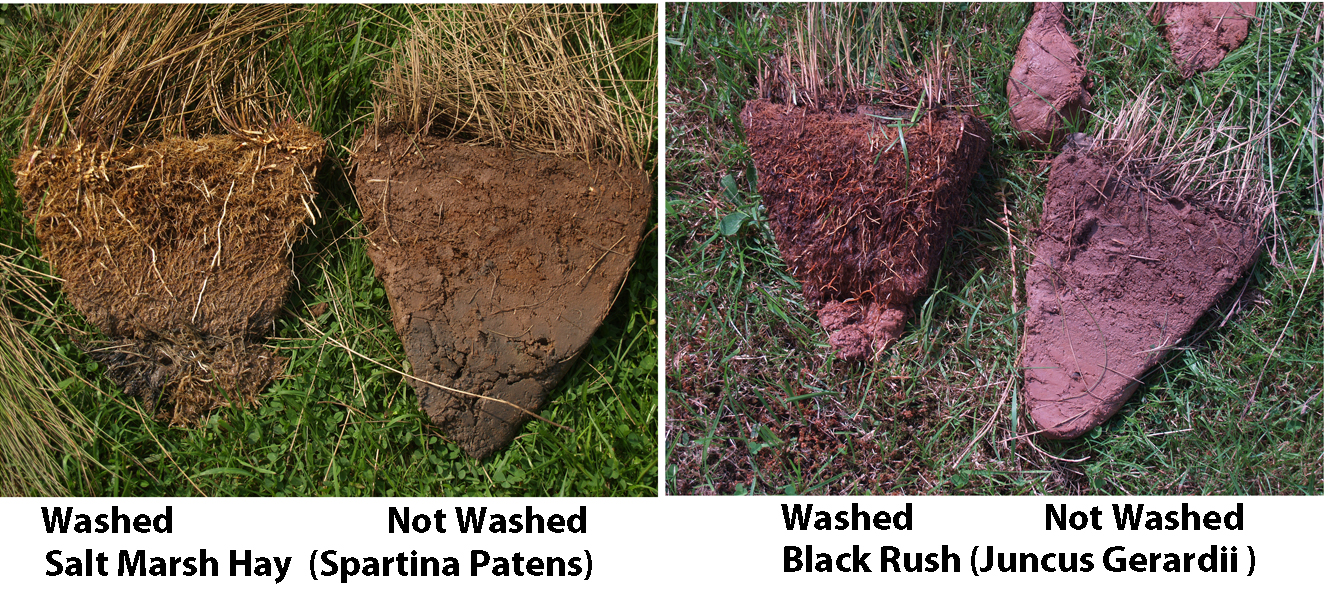 Washed Not Washed
Salt Marsh Hay (Spartina Patens)
Washed Not Washed
Black Rush (Juncus Gerardii )